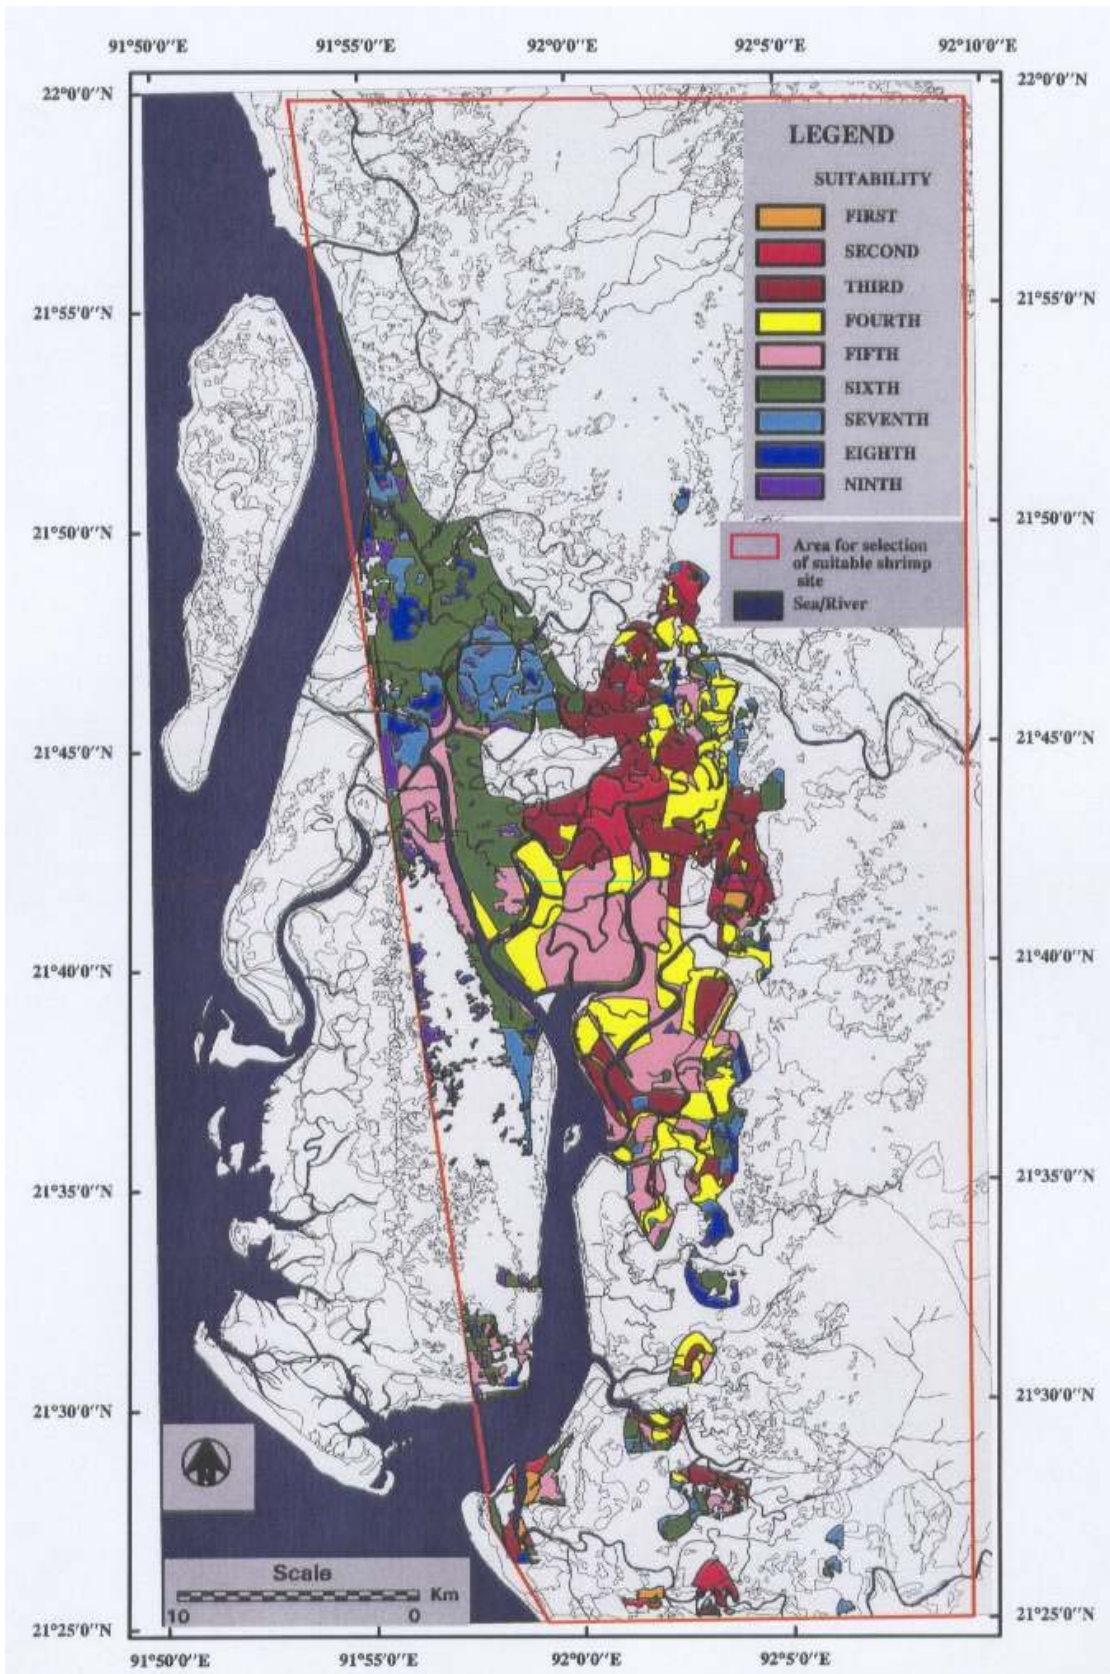 91°50'0''E 91°55'0''E 92°0'0''E 92°5'0''E 92°10'0''E
22°0'0''N 22°0'0''N
LEGEND
SUITABILITY
FIRST
SECOND
THIRD
FOURTH
FIFTH
SIXTH
SEVENTH
EIGHTH
NINTH
21°55'0''N 21°55'0''N
21°50'0''N 21°50'0''N
Area for selection
of suitable shrimp
site
Sea/River
21°45'0''N 21°45'0''N
21°40'0''N 21°40'0''N
21°35'0''N 21°35'0''N
21°30'0''N 21°30'0''N
Scale
Km
10 0
21°25'0''N 21°25'0''N
91°50'0''E 91°55'0''E 92°0'0''E 92°5'0''E